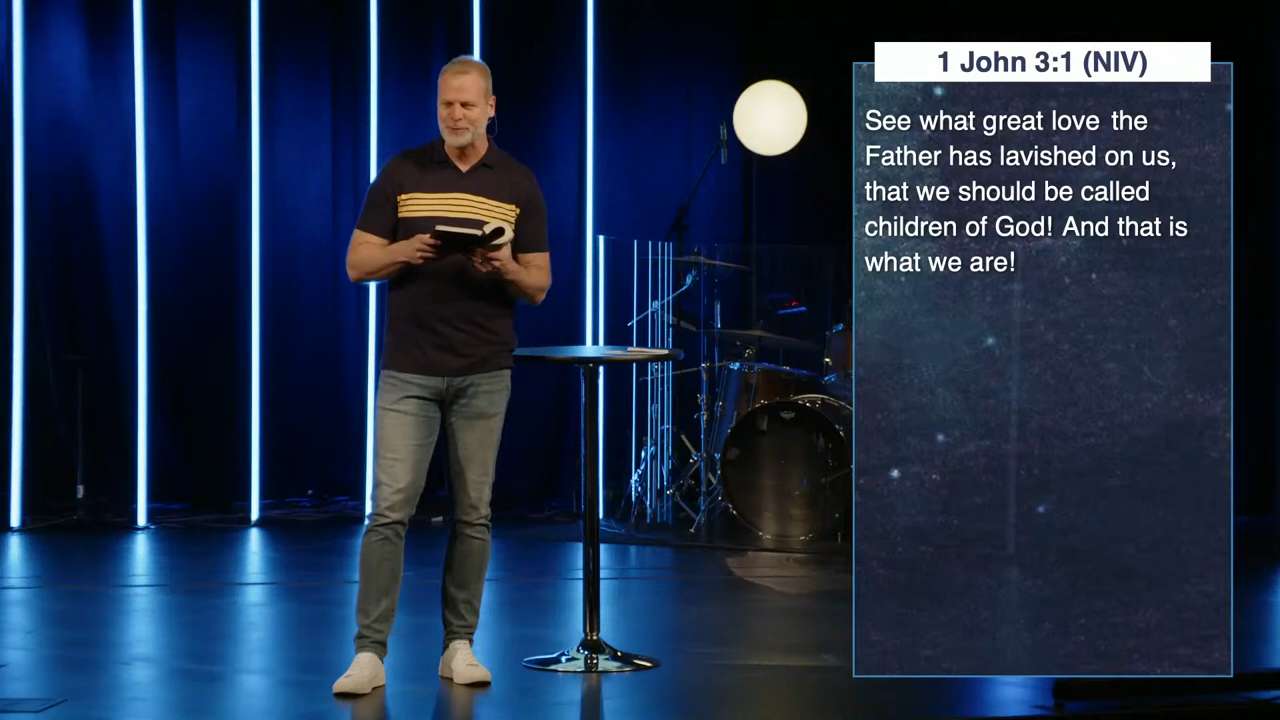 1 John 3:1 (NIV)
See what great love the
Father has lavished on us,
that we should be called
children of God! And that is
what we are!